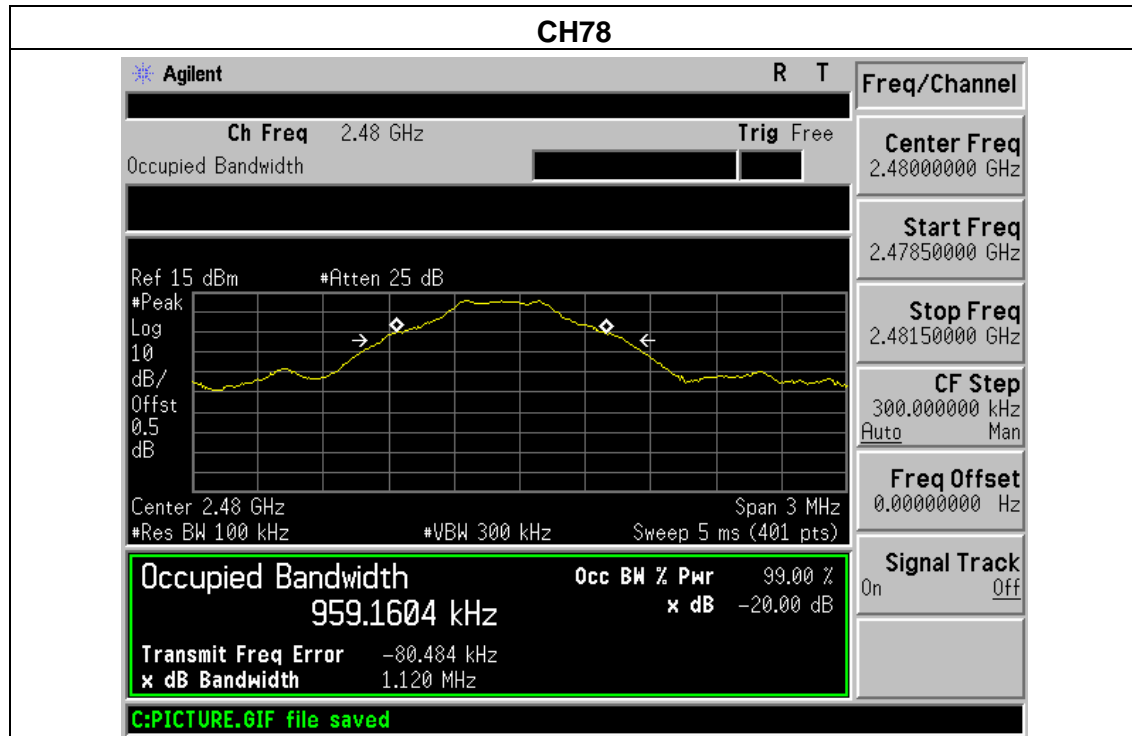 CH78
Agilent R T
Freq/Channel
Ch Freq 2.48 GHz Trig Free
Occupied Bandwidth
Center Freq
2.48000000 GHz
Start Freq
2.47850000 GHz
Stop Freq
2.48150000 GHz
CF Step
300.000000 kHz
Auto Man
Freq Offset
0.00000000 Hz
Signal Track
On Off
Ref 15 dBm #Atten 25 dB
#Peak
Log
10
dB/
Offst
0.5
dB
Center 2.48 GHz Span 3 MHz
#Res BW 100 kHz #VBW 300 kHz Sweep 5 ms (401 pts)
Occupied Bandwidth Occ BW % Pwr 99.00 %
959.1604 kHz x dB -20.00 dB
Transmit Freq Error -80.484 kHz
x dB Bandwidth 1.120 MHz
C:PICTURE.GIF file saved